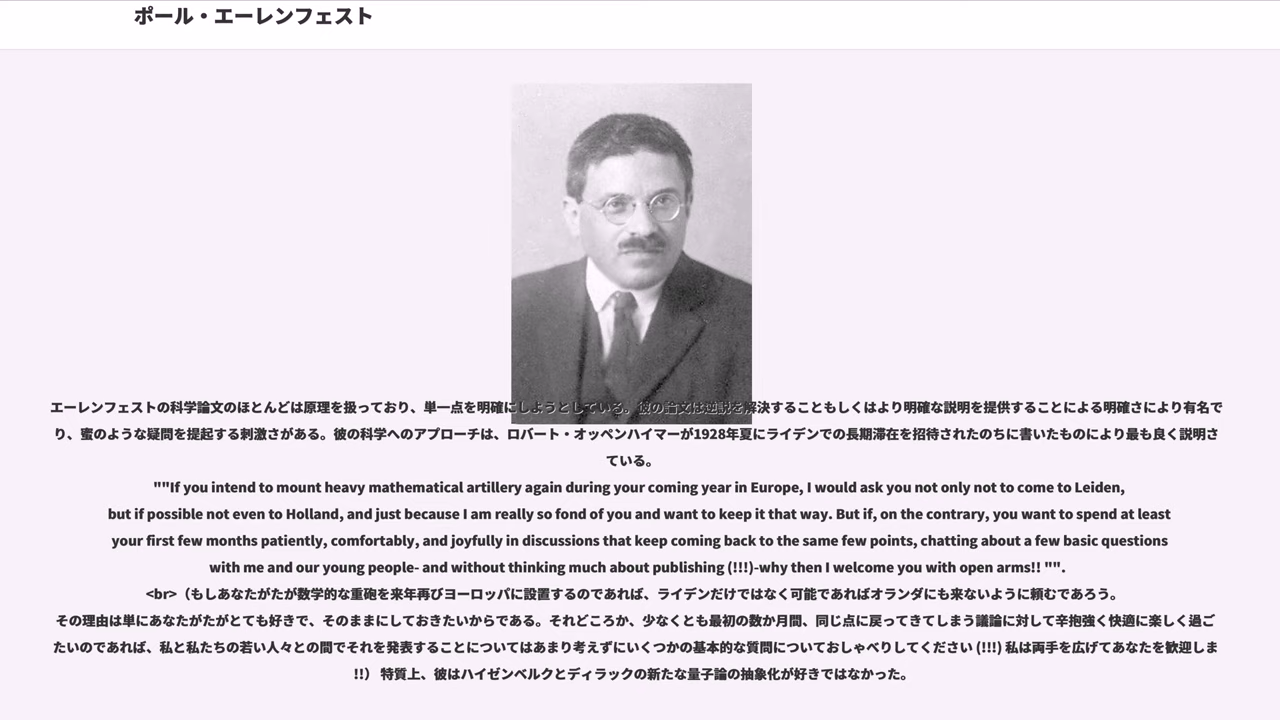 ポール・エーレンフェスト
エーレンフェストの科学論文のほとんどは原理を扱っており、単一点を明確にしようとしている。彼の論文は逆説を解決することもしくはより明確な説明を提供することによる明確さにより有名で
り、蜜のような疑問を提起する刺激さがある。彼の科学へのアプローチは、ロバート・オッペンハイマーが1928年夏にライデンでの長期滞在を招待されたのちに書いたものにより最も良く説明さ
ている。
""If you intend to mount heavy mathematical artillery again during your coming year in Europe, I would ask you not only not to come to Leiden,
but if possible not even to Holland, and just because I am really so fond of you and want to keep it that way. But if, on the contrary, you want to spend at least
your first few months patiently, comfortably, and joyfully in discussions that keep coming back to the same few points, chatting about a few basic questions
with me and our young people- and without thinking much about publishing (!!!)-why then I welcome you with open arms!! "".
<br>（もしあなたがたが数学的な重砲を来年再びヨーロッパに設置するのであれば、ライデンだけではなく可能であればオランダにも来ないように頼むであろう。
その理由は単にあなたがたがとても好きで、そのままにしておきたいからである。それどころか、少なくとも最初の数か月間、同じ点に戻ってきてしまう議論に対して辛抱強く快適に楽しく過ご
たいのであれば、私と私たちの若い人々との間でそれを発表することについてはあまり考えずにいくつかの基本的な質問についておしゃべりしてください (!!!) 私は両手を広げてあなたを歓迎しま
!!） 特質上、彼はハイゼンベルクとディラックの新たな量子論の抽象化が好きではなかった。